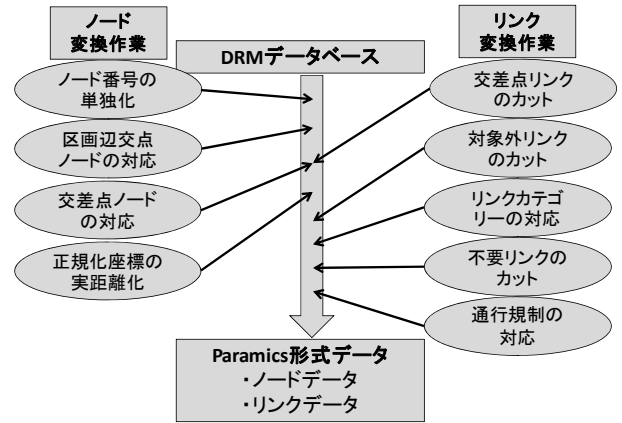 ノード
変換作業
DRMデータベース
リンク
変換作業
ノード番号の
単独化
区画辺交点
ノードの対応
交差点ノード
の対応
正規化座標の
実距離化
交差点リンク
のカット
対象外リンク
のカット
リンクカテゴ
リーの対応
不要リンクの
カット
通行規制の
対応
Paramics形式データ
・ノードデータ
・リンクデータ